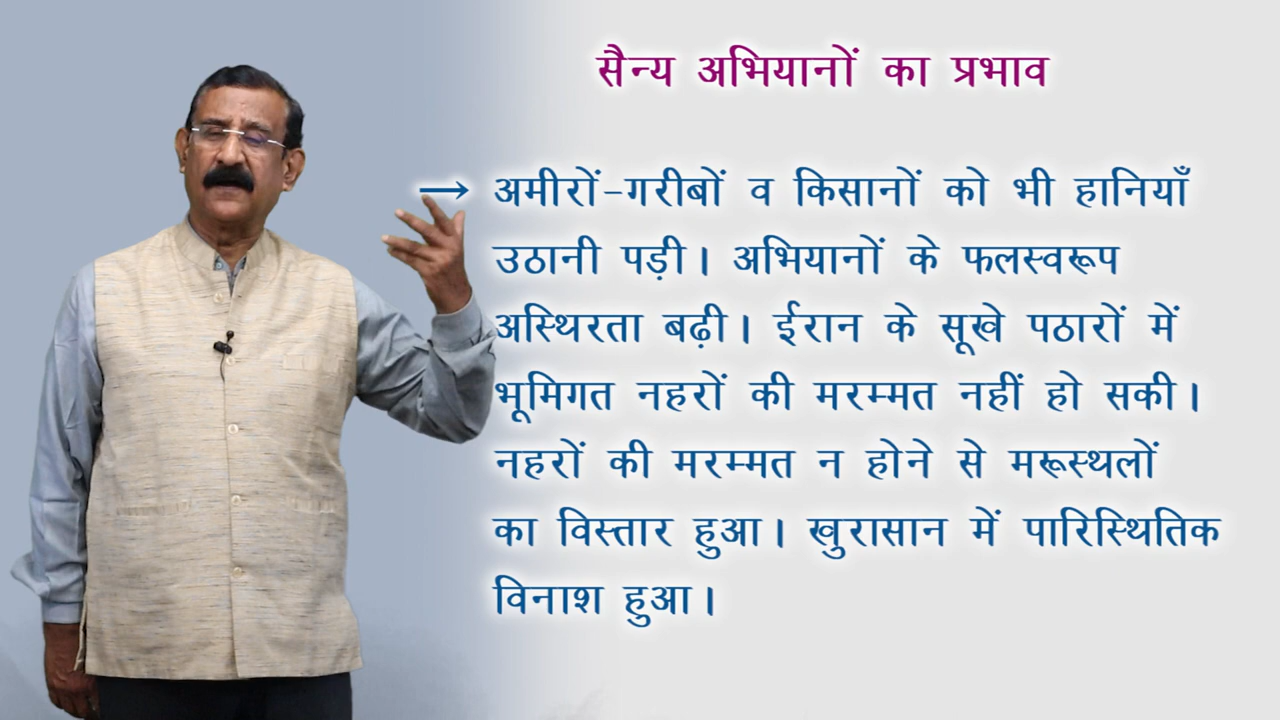 सैन्य अभियानों का प्रभाव
→ अमीरों-गरीबों व किसानों को भी हानियाँ
उठानी पड़ी। अभियानों के फलस्वरूप
अस्थिरता बढ़ी। ईरान के सूखे पठारों में
भूमिगत नहरों की मरम्मत नहीं हो सकी।
नहरों की मरम्मत न होने से मरूस्थलों
का विस्तार हुआ। खुरासान में पारिस्थितिक
विनाश हुआ।